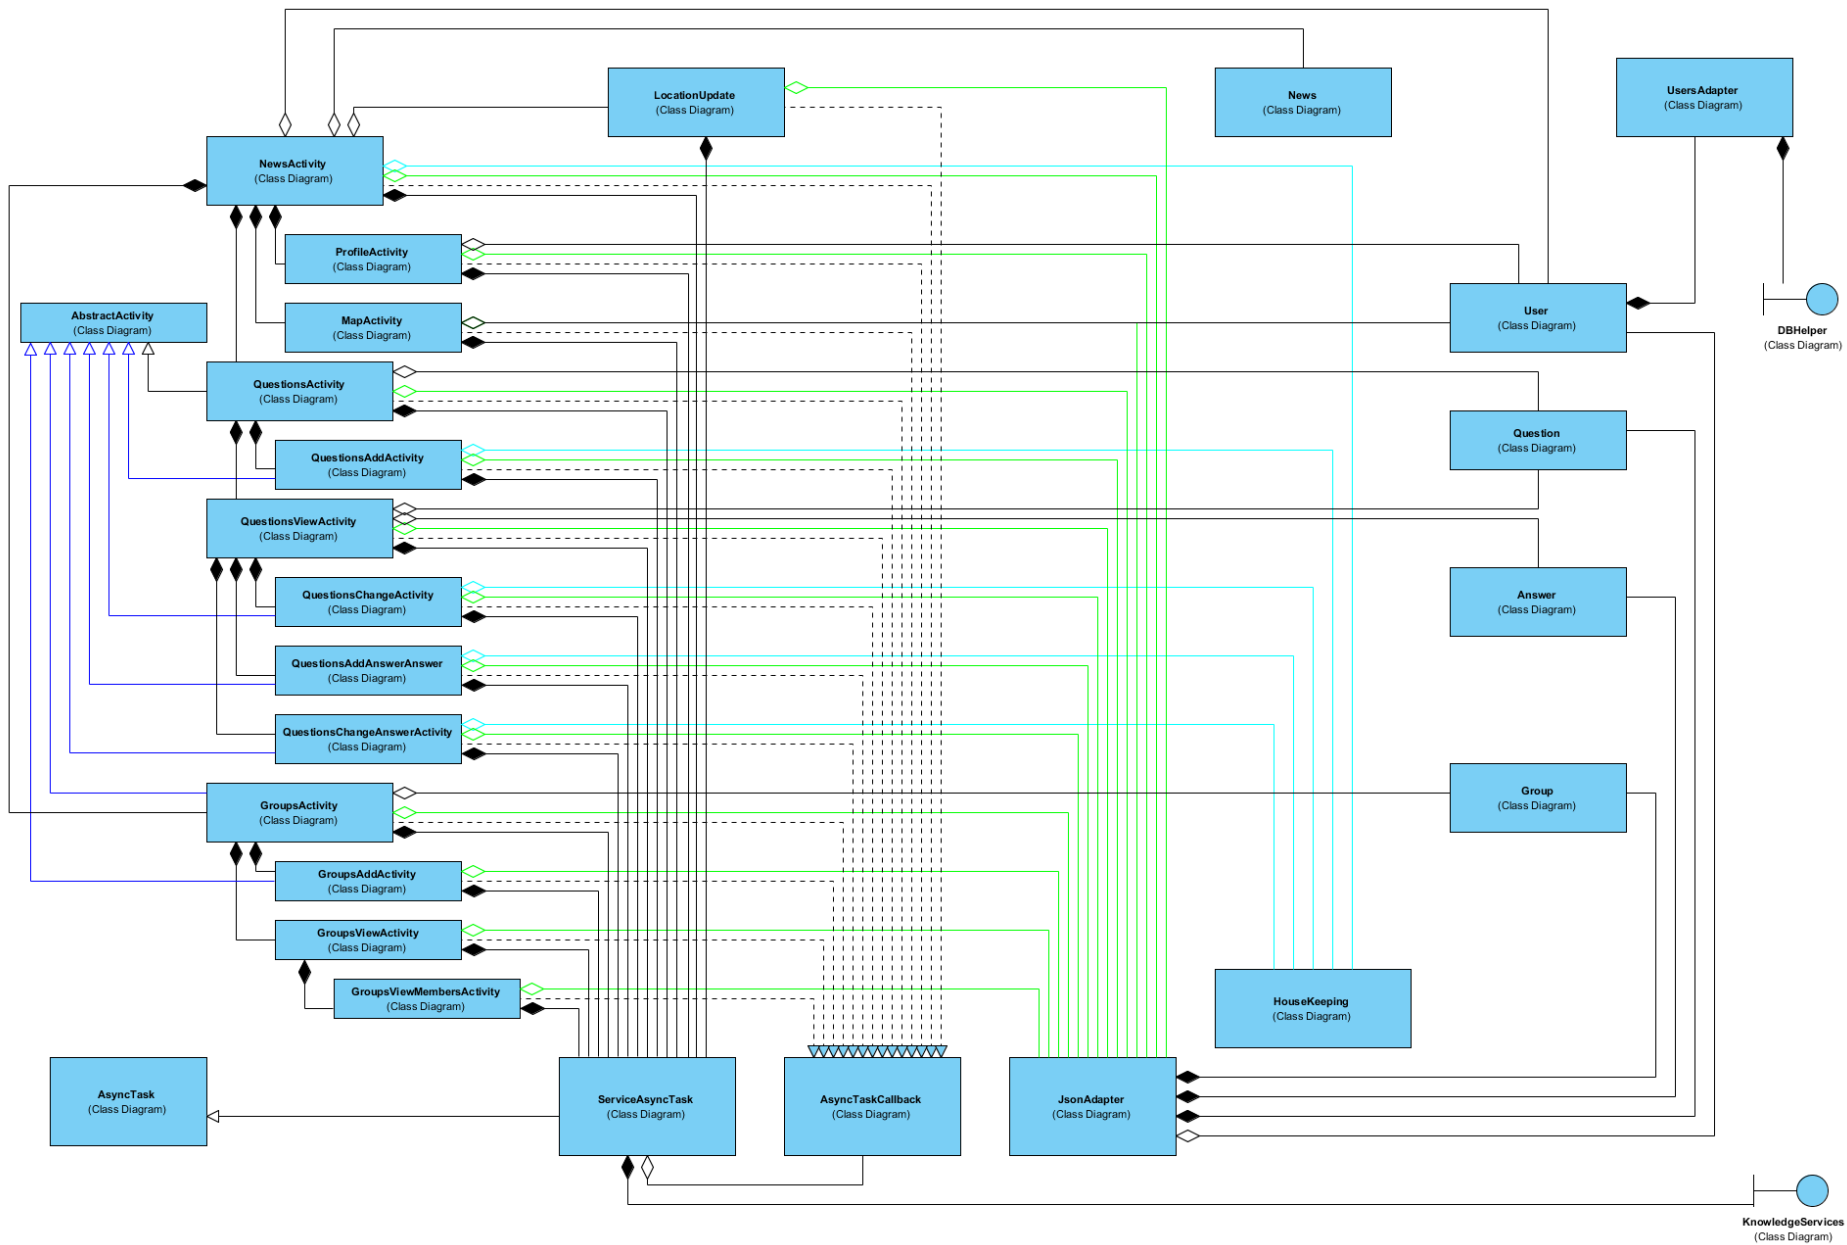 LocationUpdate
(Class Diagram)
News
(Class Diagram)
UsersAdapter
(Class Diagram)
NewsActivity
(Class Diagram)
ProfileActivity
(Class Diagram)
MapActivity
(Class Diagram)
AbstractActivity
(Class Diagram)
User
(Class Diagram)
DBHelper
(Class Diagram)
QuestionsActivity
(Class Diagram)
Question
(Class Diagram)
QuestionsAddActivity
(Class Diagram)
QuestionsViewActivity
(Class Diagram)
QuestionsChangeActivity
(Class Diagram)
Answer
(Class Diagram)
QuestionsAddAnswerAnswer
(Class Diagram)
QuestionsChangeAnswerActivity
(Class Diagram)
GroupsActivity
(Class Diagram)
Group
(Class Diagram)
GroupsAddActivity
(Class Diagram)
GroupsViewActivity
(Class Diagram)
GroupsViewMembersActivity
(Class Diagram)
HouseKeeping
(Class Diagram)
AsyncTask
(Class Diagram)
ServiceAsyncTask
(Class Diagram)
AsyncTaskCallback
(Class Diagram)
JsonAdapter
(Class Diagram)
KnowledgeServices
(Class Diagram)